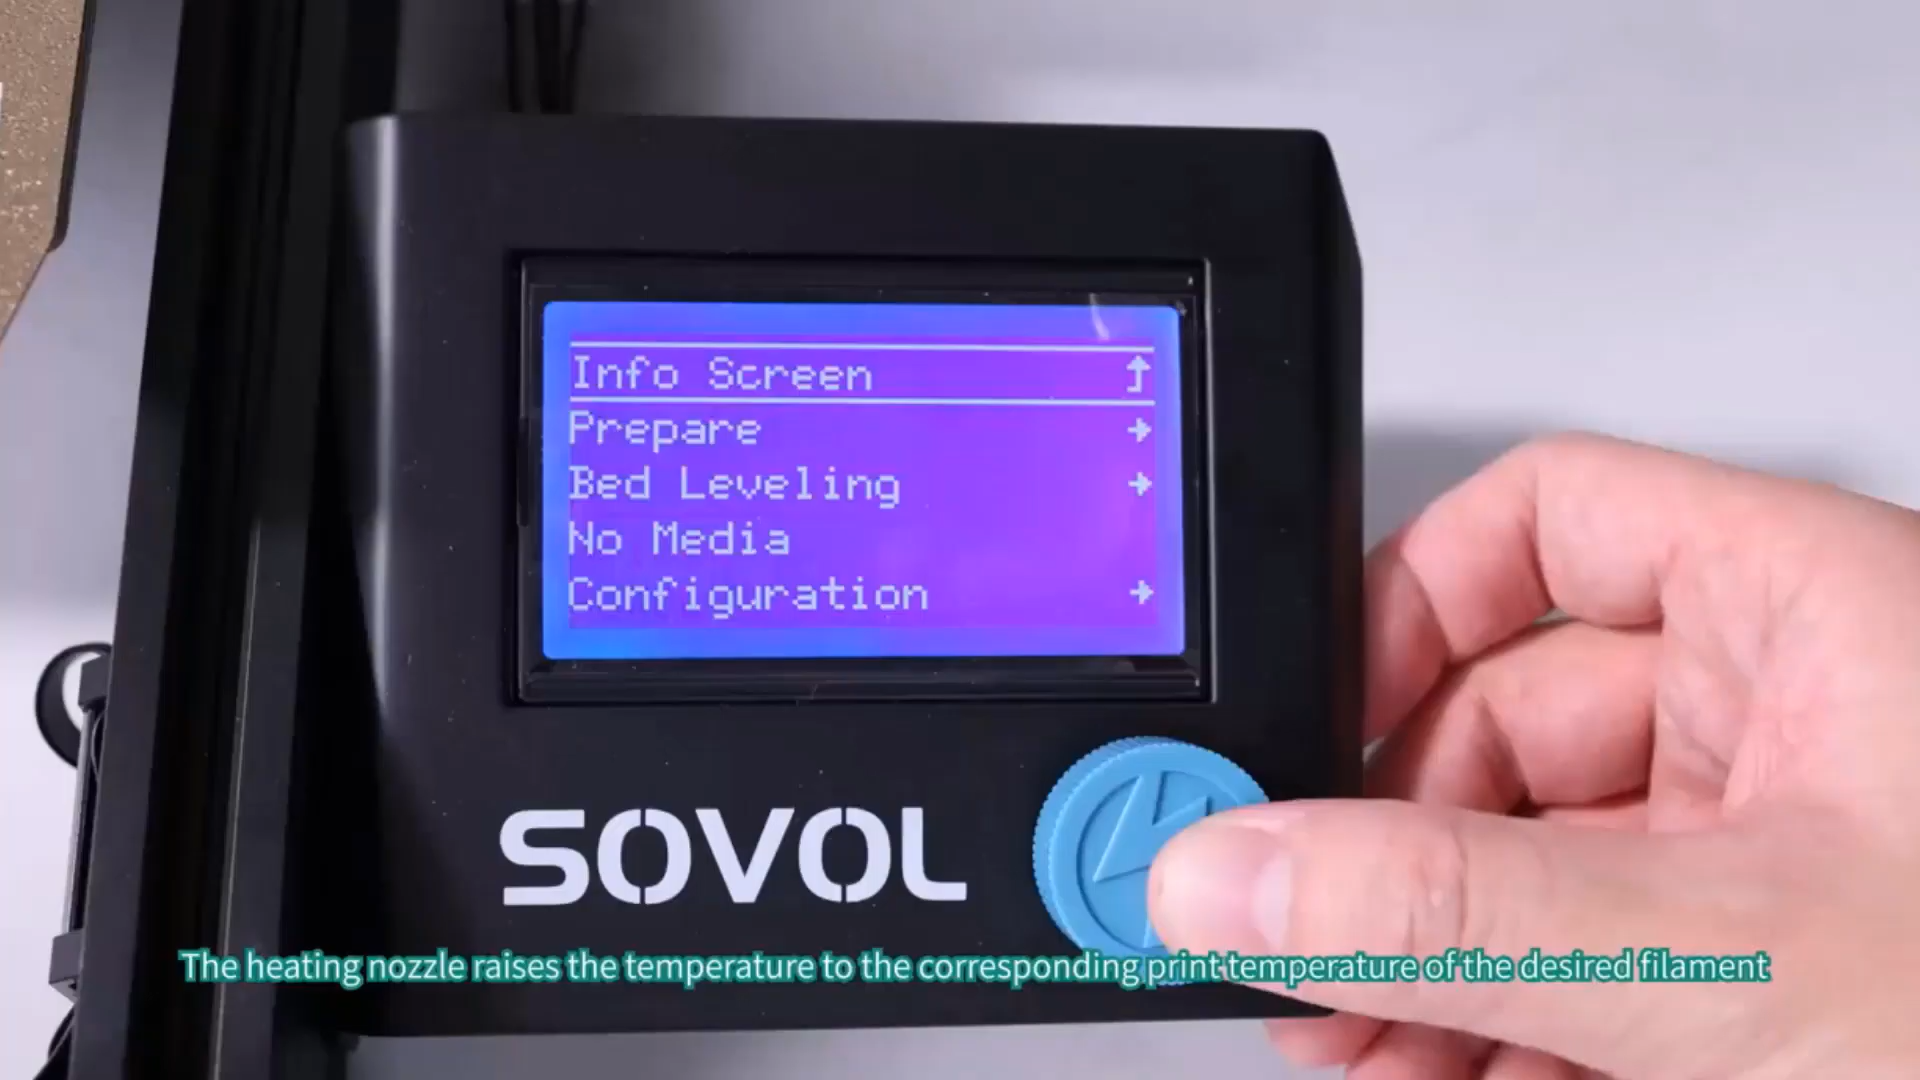 Info Screen
Prepare
Bed Leveling
No Media
Configuration
SOVOL
The heating nozzle raises the temperature to the corresponding print temperature of the desired filament